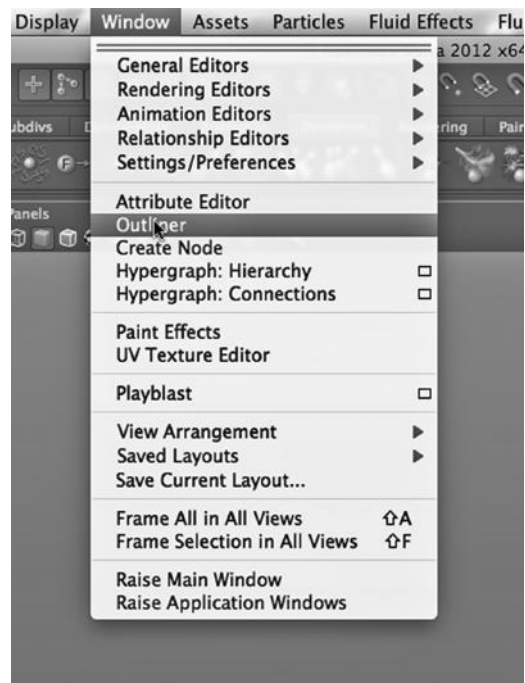 Display Window Assets Particles Fluid Effects Flu
a 2012 x64
General Editors
Rendering Editors
Animation Editors
Relationship Editors
Settings/Preferences
ubdivs
ring Pain
Panels
Attribute Editor
Outliner
Create Node
Hypergraph: Hierarchy
Hypergraph: Connections
Paint Effects
UV Texture Editor
Playblast
View Arrangement
Saved Layouts
Save Current Layout...
Frame All in All Views ⇧A
Frame Selection in All Views ⇧F
Raise Main Window
Raise Application Windows